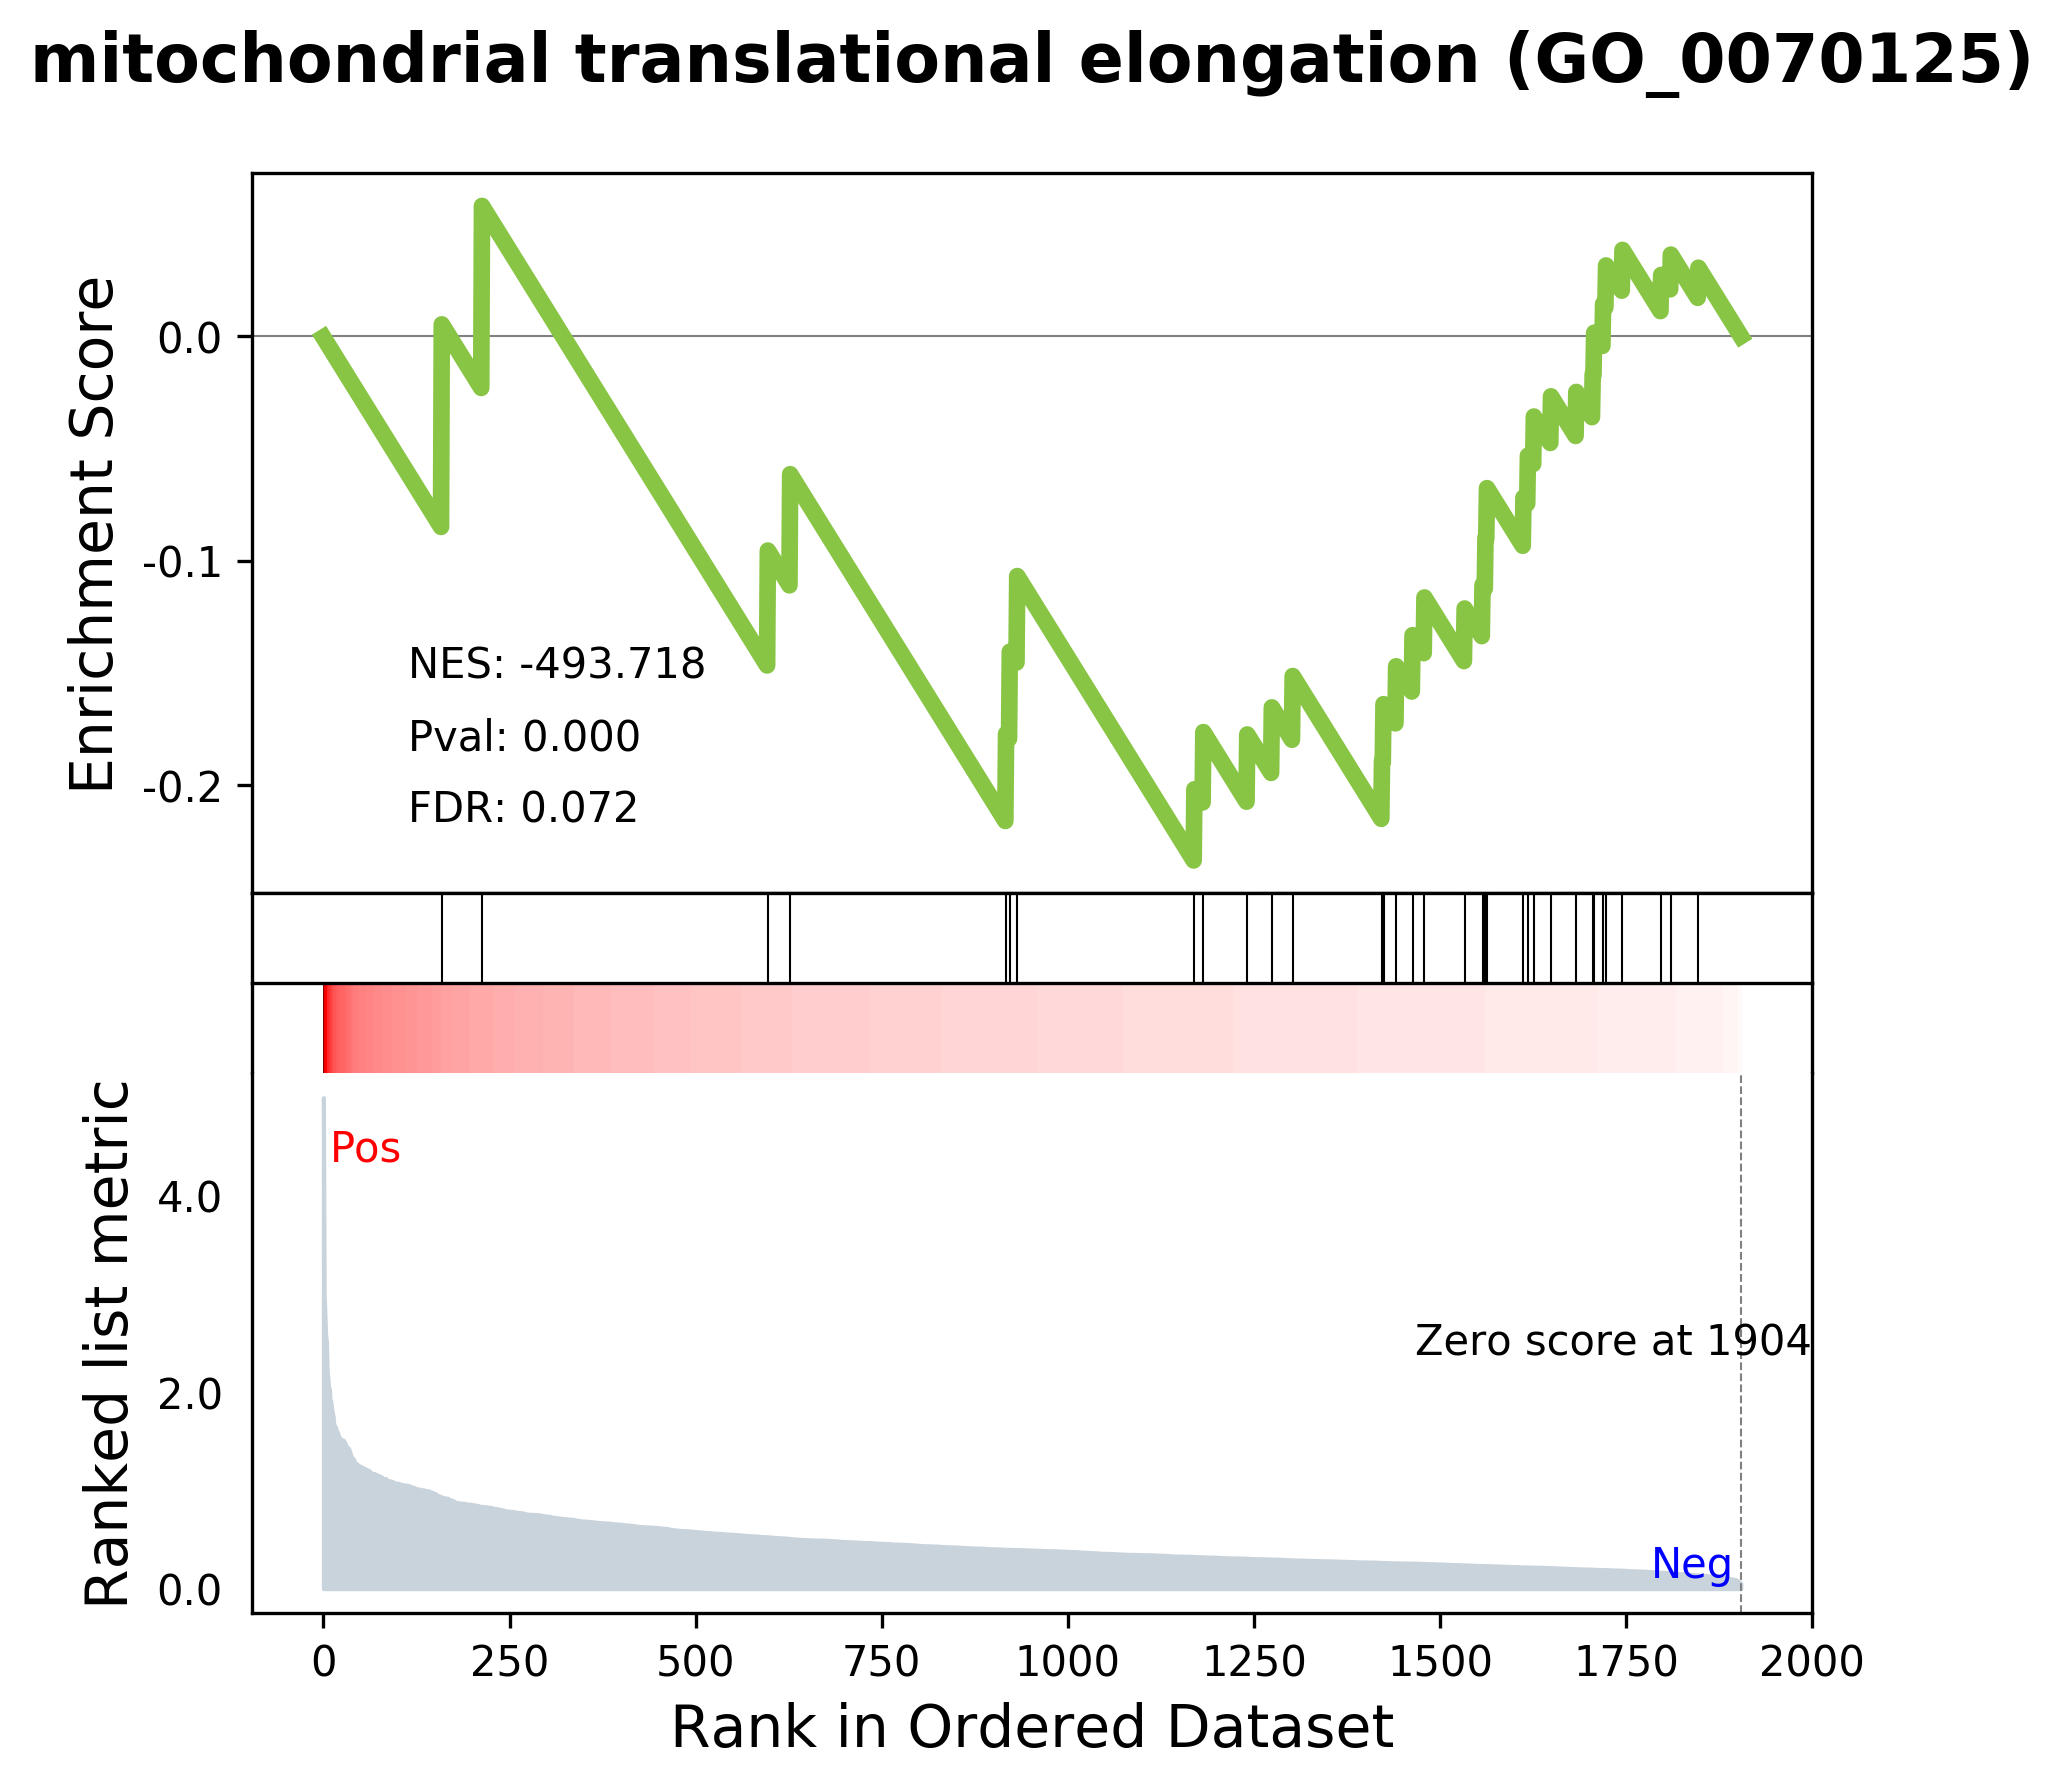 mitochondrial translational elongation (GO_0070125)
Enrichment Score
0.0
-0.1
-0.2
NES: -493.718
Pval: 0.000
FDR: 0.072
Ranked list metric
Pos
4.0
2.0
0.0
Zero score at 1904
Neg
0 250 500 750 1000 1250 1500 1750 2000
Rank in Ordered Dataset